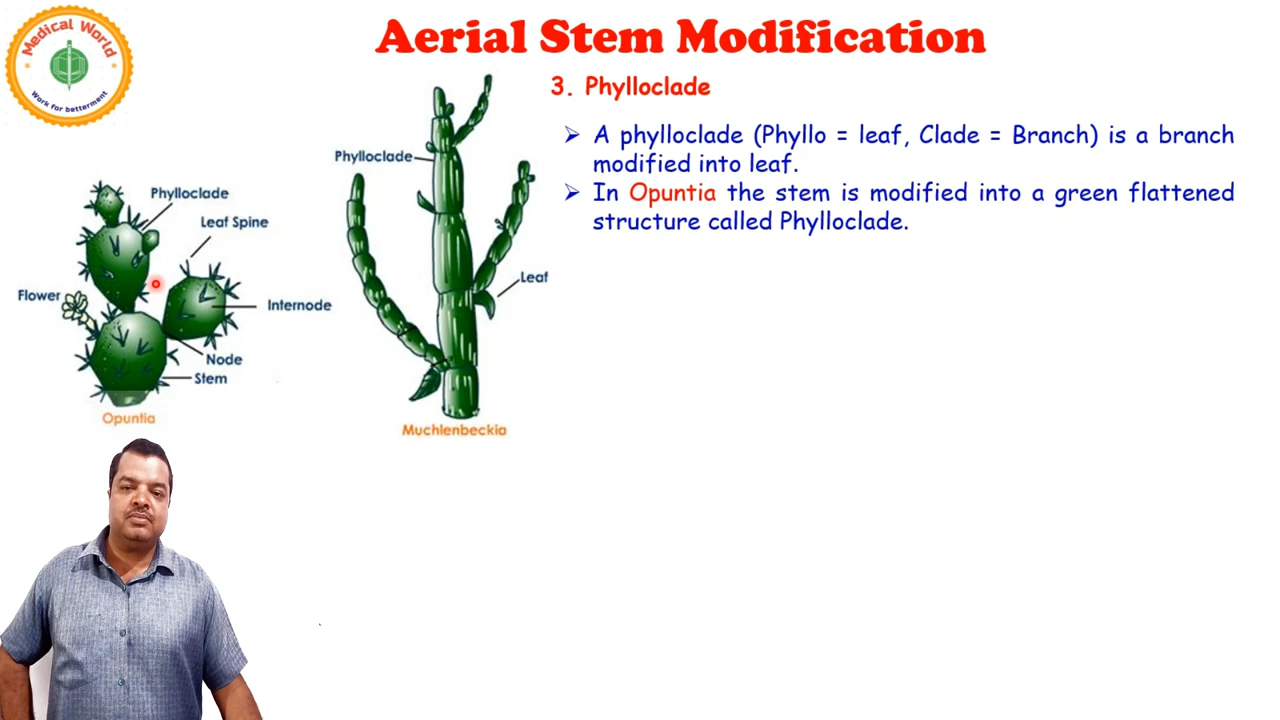 Medical World
Work for betterment
Aerial Stem Modification
3. Phylloclade
➢ A phylloclade (Phyllo = leaf, Clade = Branch) is a branch
modified into leaf.
➢ In Opuntia the stem is modified into a green flattened
structure called Phylloclade.
Phylloclade
Leaf Spine
Flower
Internode
Node
Stem
Opuntia
Phylloclade
Leaf
Muchlenbeckia